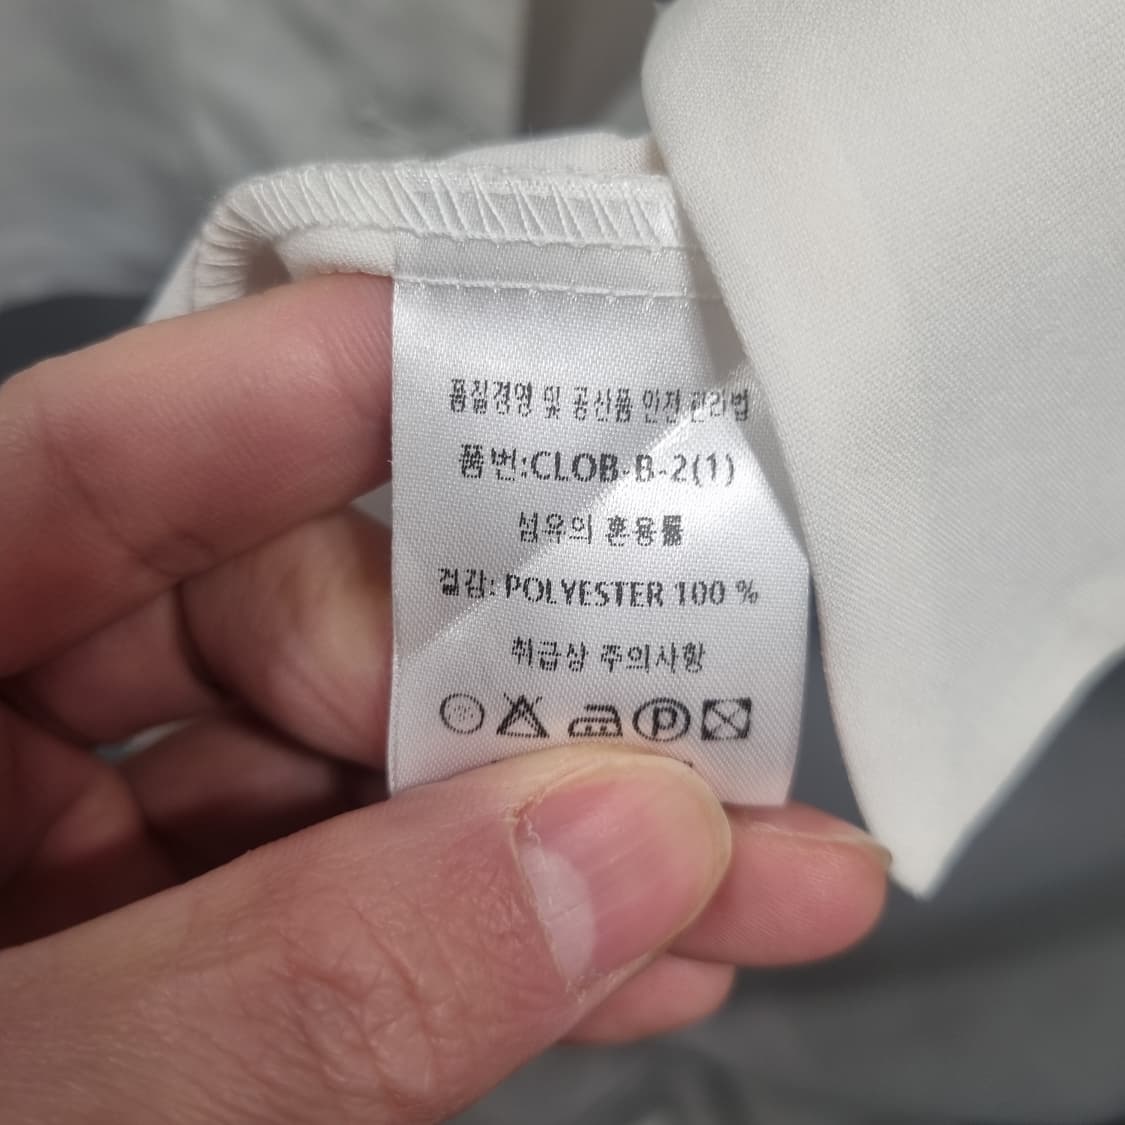 품질경영 및 공산품 안전 관리법
품번:CLOB-B-2(1)
섬유의 혼용률
겉감: POLYESTER 100 %
취급상 주의사항
P